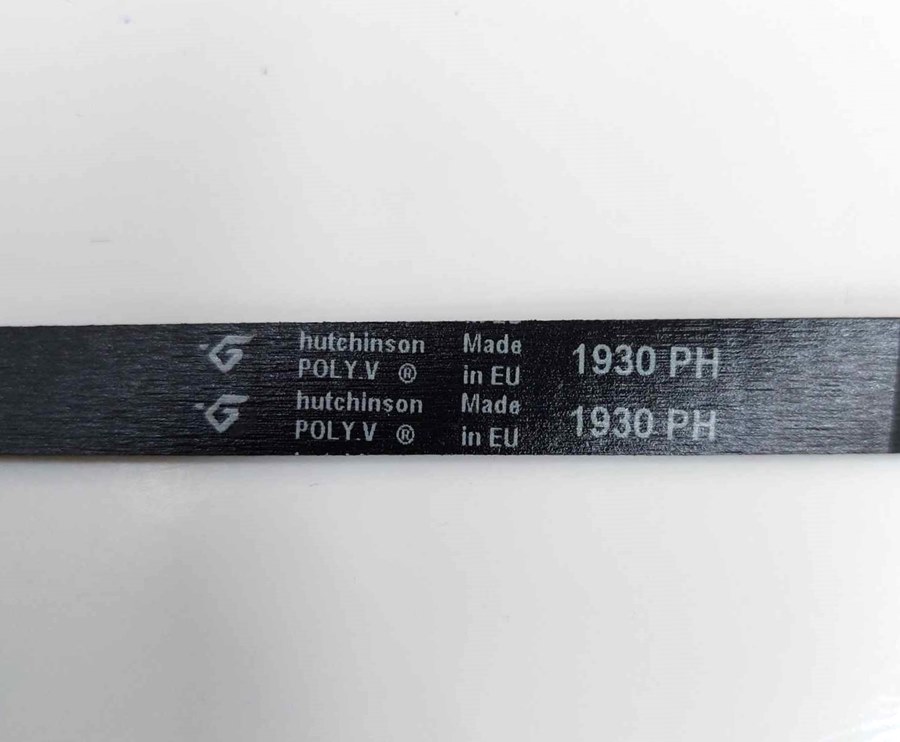 hutchinson Made 1930 PH
POLY.V ® in EU
hutchinson Made 1930 PH
POLY.V ® in EU